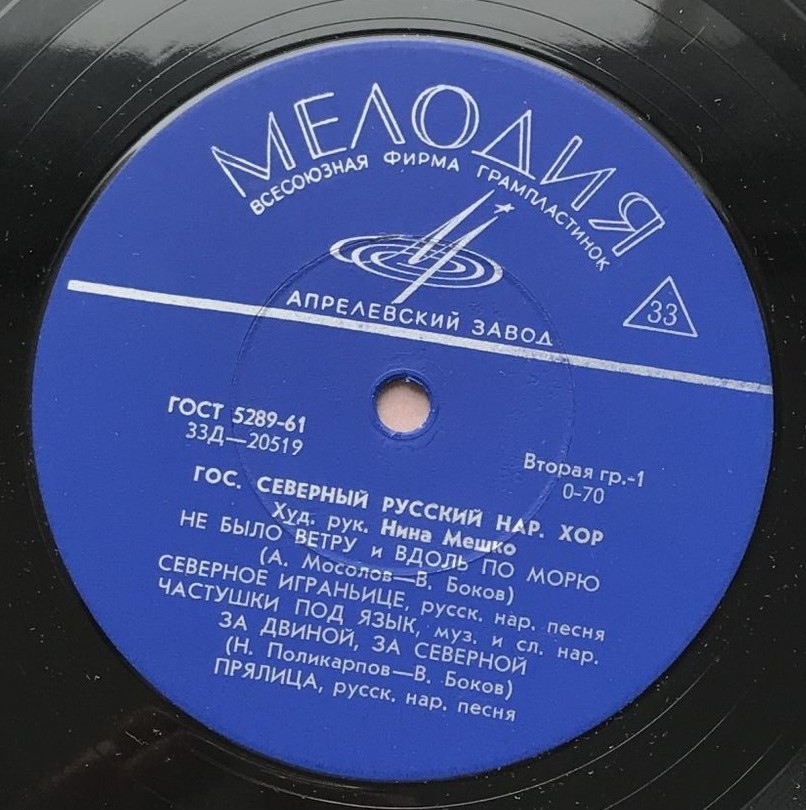 МЕЛОДИЯ
ВСЕСОЮЗНАЯ ФИРМА ГРАМПЛАСТИНОК
АПРЕЛЕВСКИЙ ЗАВОД
33
ГОСТ 5289-61
33Д—20519
Вторая гр.-1
0-70
ГОС. СЕВЕРНЫЙ РУССКИЙ НАР. ХОР
Худ. рук. Нина Мешко
НЕ БЫЛО ВЕТРУ и ВДОЛЬ ПО МОРЮ
(А. Мосолов—В. Боков)
СЕВЕРНОЕ ИГРАНЬИЦЕ, русск. нар. песня
ЧАСТУШКИ ПОД ЯЗЫК, муз. и сл. нар.
ЗА ДВИНОЙ, ЗА СЕВЕРНОЙ
(Н. Поликарпов—В. Боков)
ПРЯЛИЦА, русск. нар. песня